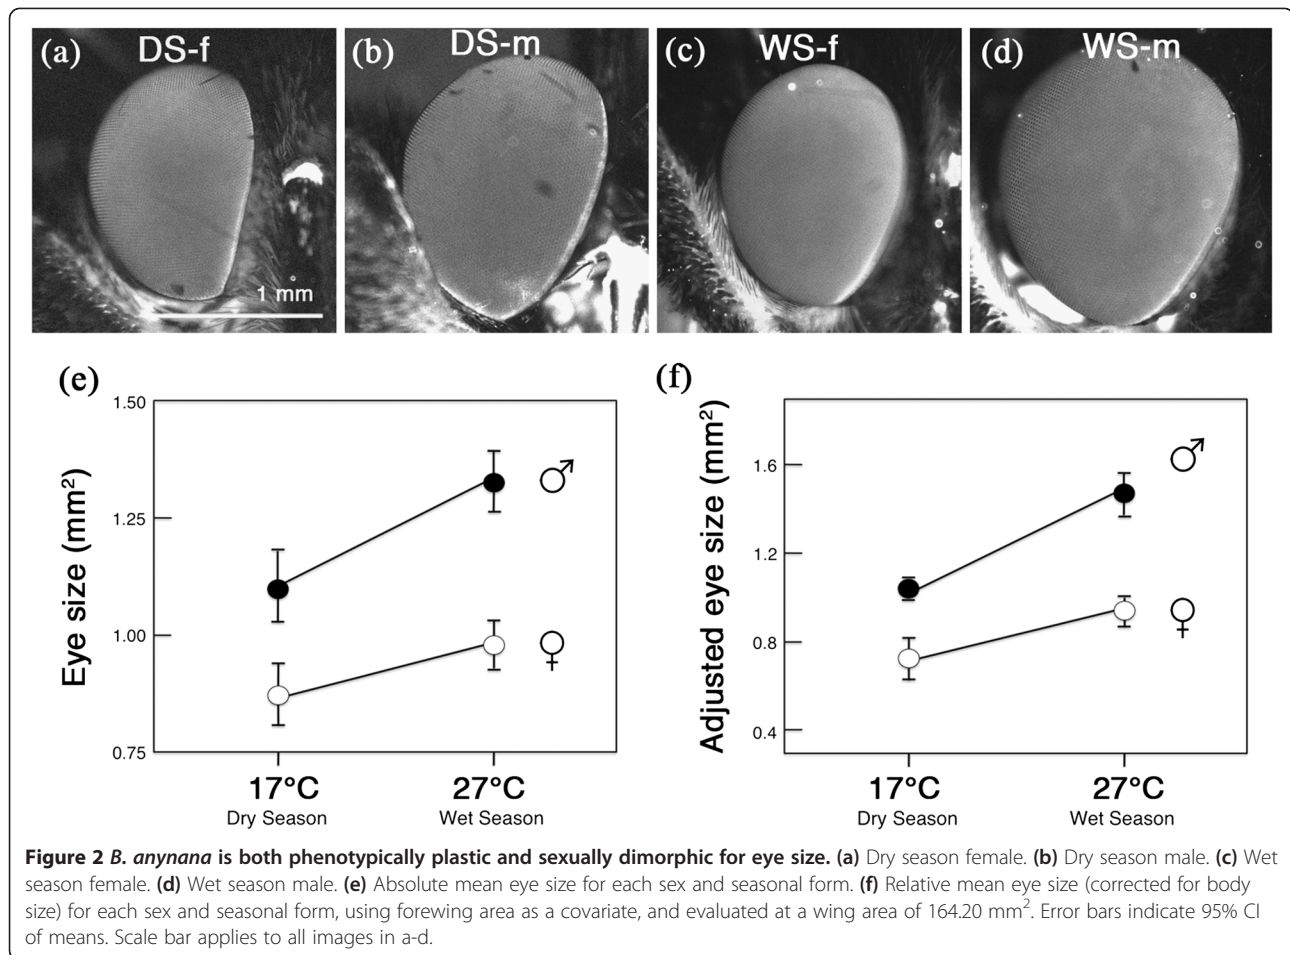 (a) DS-f
(b) DS-m
(c) WS-f
(d) WS-m
1 mm
(e)
Eye size (mm²)
1.50
1.25
1.00
0.75
♂
♀
17°C
27°C
Dry Season
Wet Season
(f)
Adjusted eye size (mm²)
1.6
1.2
0.8
0.4
♂
♀
17°C
27°C
Dry Season
Wet Season
Figure 2 B. anynana is both phenotypically plastic and sexually dimorphic for eye size. (a) Dry season female. (b) Dry season male. (c) Wet
season female. (d) Wet season male. (e) Absolute mean eye size for each sex and seasonal form. (f) Relative mean eye size (corrected for body
size) for each sex and seasonal form, using forewing area as a covariate, and evaluated at a wing area of 164.20 mm². Error bars indicate 95% CI
of means. Scale bar applies to all images in a-d.